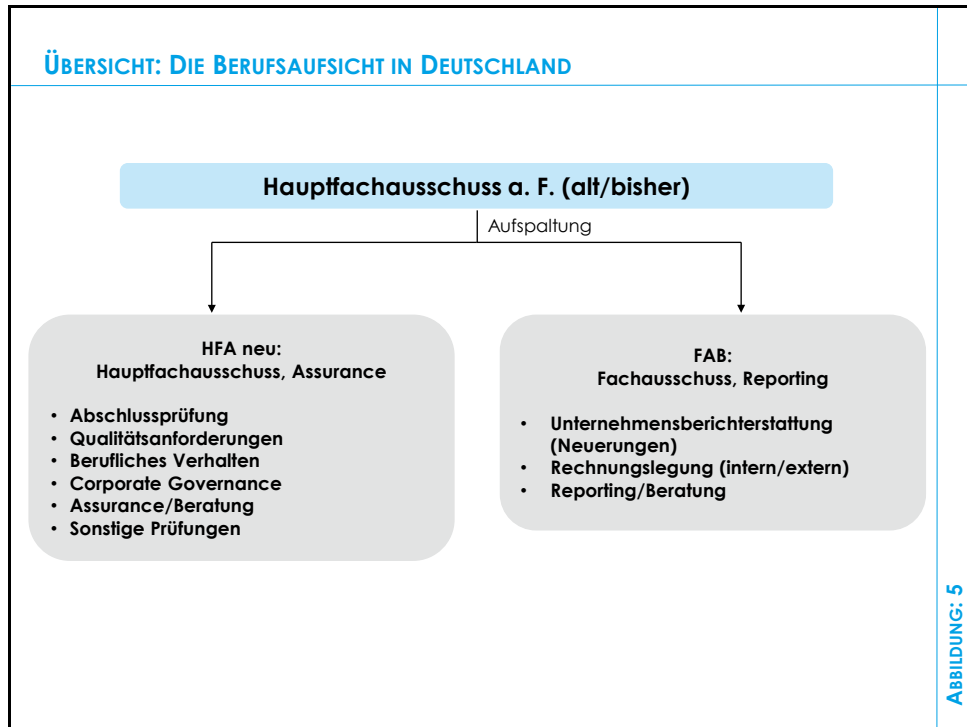 ÜBERSICHT: DIE BERUFSAUFSICHT IN DEUTSCHLAND
Hauptfachausschuss a. F. (alt/bisher)
Aufspaltung
HFA neu:
Hauptfachausschuss, Assurance
• Abschlussprüfung
• Qualitätsanforderungen
• Berufliches Verhalten
• Corporate Governance
• Assurance/Beratung
• Sonstige Prüfungen
FAB:
Fachausschuss, Reporting
• Unternehmensberichterstattung
(Neuerungen)
• Rechnungslegung (intern/extern)
• Reporting/Beratung
ABBILDUNG: 5